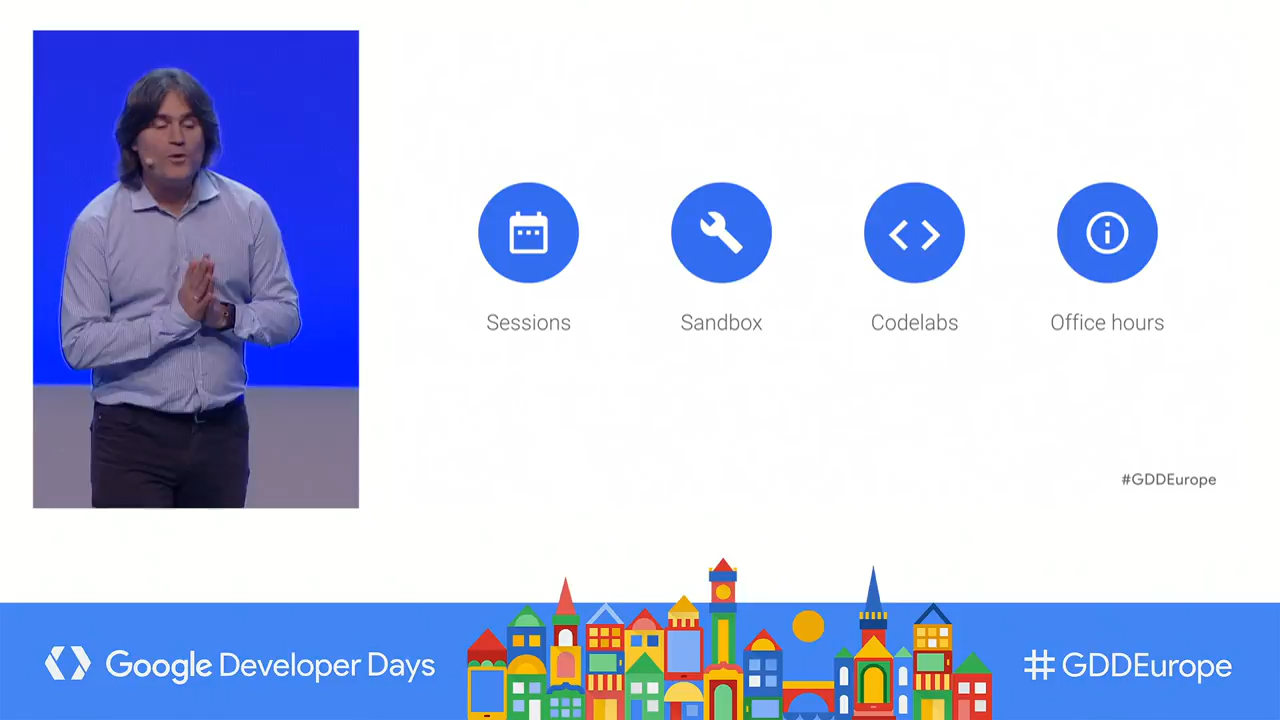 Sessions
Sandbox
Codelabs
Office hours
#GDDEurope
Google Developer Days
#GDDEurope